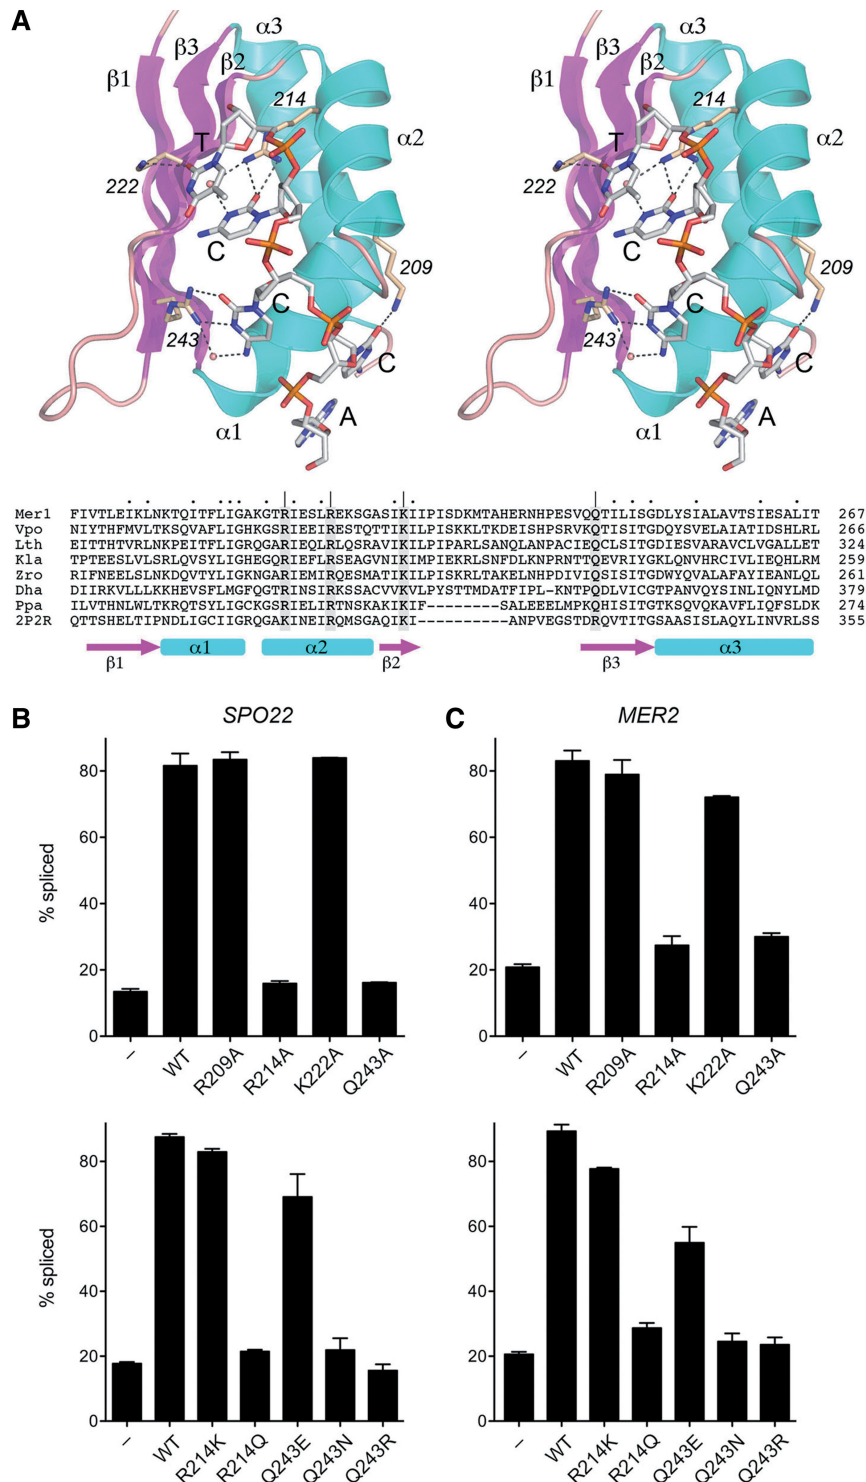 A
α3 α3
β3 β3
β1 β2 β1 β2
214 214
α2 α2
T T
222 222
C C
209 209
C C
243 243
C C
α1 α1
A A
Mer1 FIVTLEIKLNKTQITFLIGAKGTRIESLREKSGASIKIIPISDKMTAHERNHPESVQQTILISGDLYSIALAVTSIESALIT 267
Vpo NIYTHFMVLTKSQVAFLIGHKGSRIEEIRESTQTTIKILPISKKLTKDEISHPSRVKQTISITGDQYSVELAIATIDSHLRL 266
Lth EITTHTVRLNKPEITFLIGRQGARIEQLRLQSRAVIKILPIPARLSANQLANPACIEQCLSITGDIESVARAVCLVGALLET 324
Kla TPTEESLVLSRLQVSYLIGHEGQRIEFLRSEAGVNIKIMPIEKRLSNFDLKNPRNTTQEVRIYGKLQNVHRCIVLIEQHLRM 259
Zro RIFNEELSLNKDQVTYLIGKNGARIEMIRQESMATIKILPISKRLTAKELNHPDIVIQSISITGDWYQVALAFAYIEANLQL 261
Dha DIIRKVLLLKKHEVSFLMGFQGTRINSIRKSSACVVKVLPYSTTMDATFIPL-KNTPQDLVICGTPANVQYSINLIQNYLMD 379
Ppa ILVTHNLWLTKRQTSYLIGCKGSRIELIRTNSKAKIKIF--------SALEEELMPKQHISITGKSVQKAVFLIQFSLDK 274
2P2R QTTSHELTIPNDLIGCIIGRQGAKINEIRQMSGAQIKI----------ANPVEGSTDRQVTITGSAASISLAQYLINVRLSS 355
β1 α1 α2 β2 β3 α3
B SPO22 C MER2
% spliced
80 80
60 60
40 40
20 20
0 0
– WT R209A R214A K222A Q243A – WT R209A R214A K222A Q243A
% spliced
80 80
60 60
40 40
20 20
0 0
– WT R214K R214Q Q243E Q243N Q243R – WT R214K R214Q Q243E Q243N Q243R